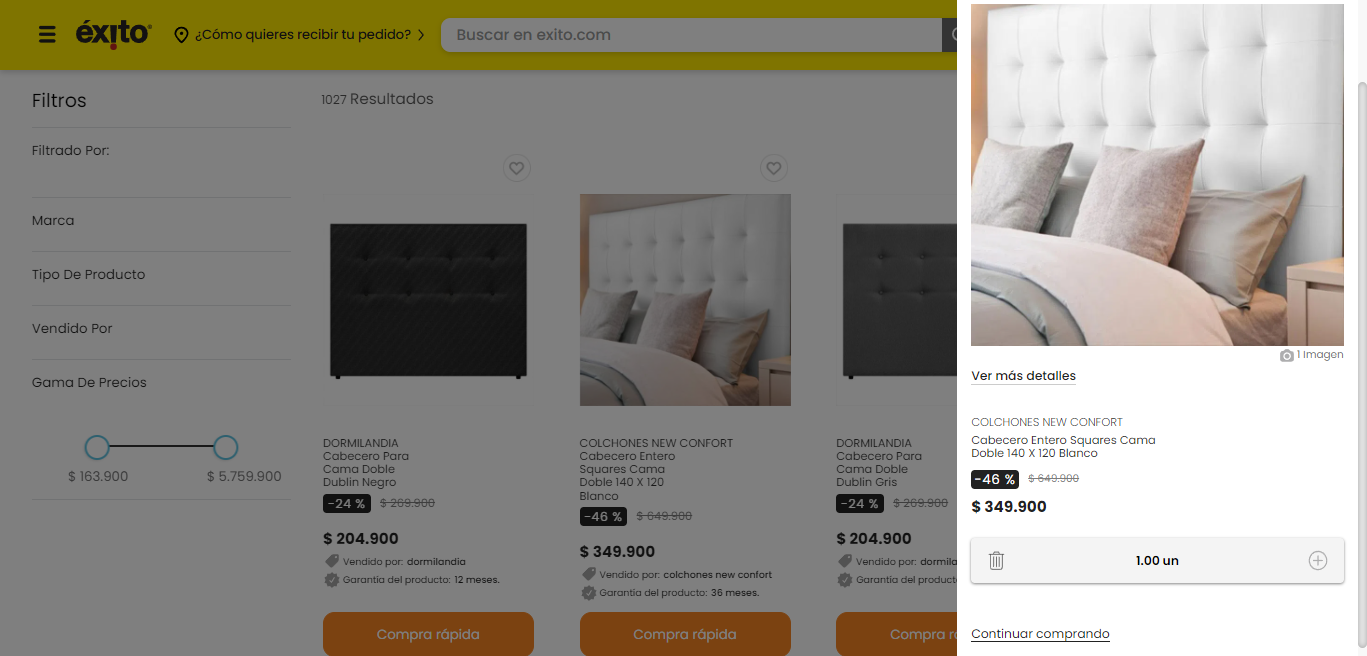 éxito
¿Cómo quieres recibir tu pedido?
Buscar en exito.com
Filtros
1027 Resultados
Filtrado Por:
Marca
Tipo De Producto
Vendido Por
Gama De Precios
$ 163.900
$ 5.759.900
DORMILANDIA
Cabecero Para
Cama Doble
Dublin Negro
-24 %
$ 269.900
$ 204.900
Vendido por: dormilandia
Garantía del producto: 12 meses.
Compra rápida
COLCHONES NEW CONFORT
Cabecero Entero
Squares Cama
Doble 140 X 120
Blanco
-46 %
$ 649.900
$ 349.900
Vendido por: colchones new confort
Garantía del producto: 36 meses.
Compra rápida
DORMILANDIA
Cabecero Para
Cama Doble
Dublin Gris
-24 %
$ 269.900
$ 204.900
Vendido por: dormila
Garantía del product
Compra r
1 Imagen
Ver más detalles
COLCHONES NEW CONFORT
Cabecero Entero Squares Cama
Doble 140 X 120 Blanco
-46 %
$ 649.900
$ 349.900
1.00 un
Continuar comprando